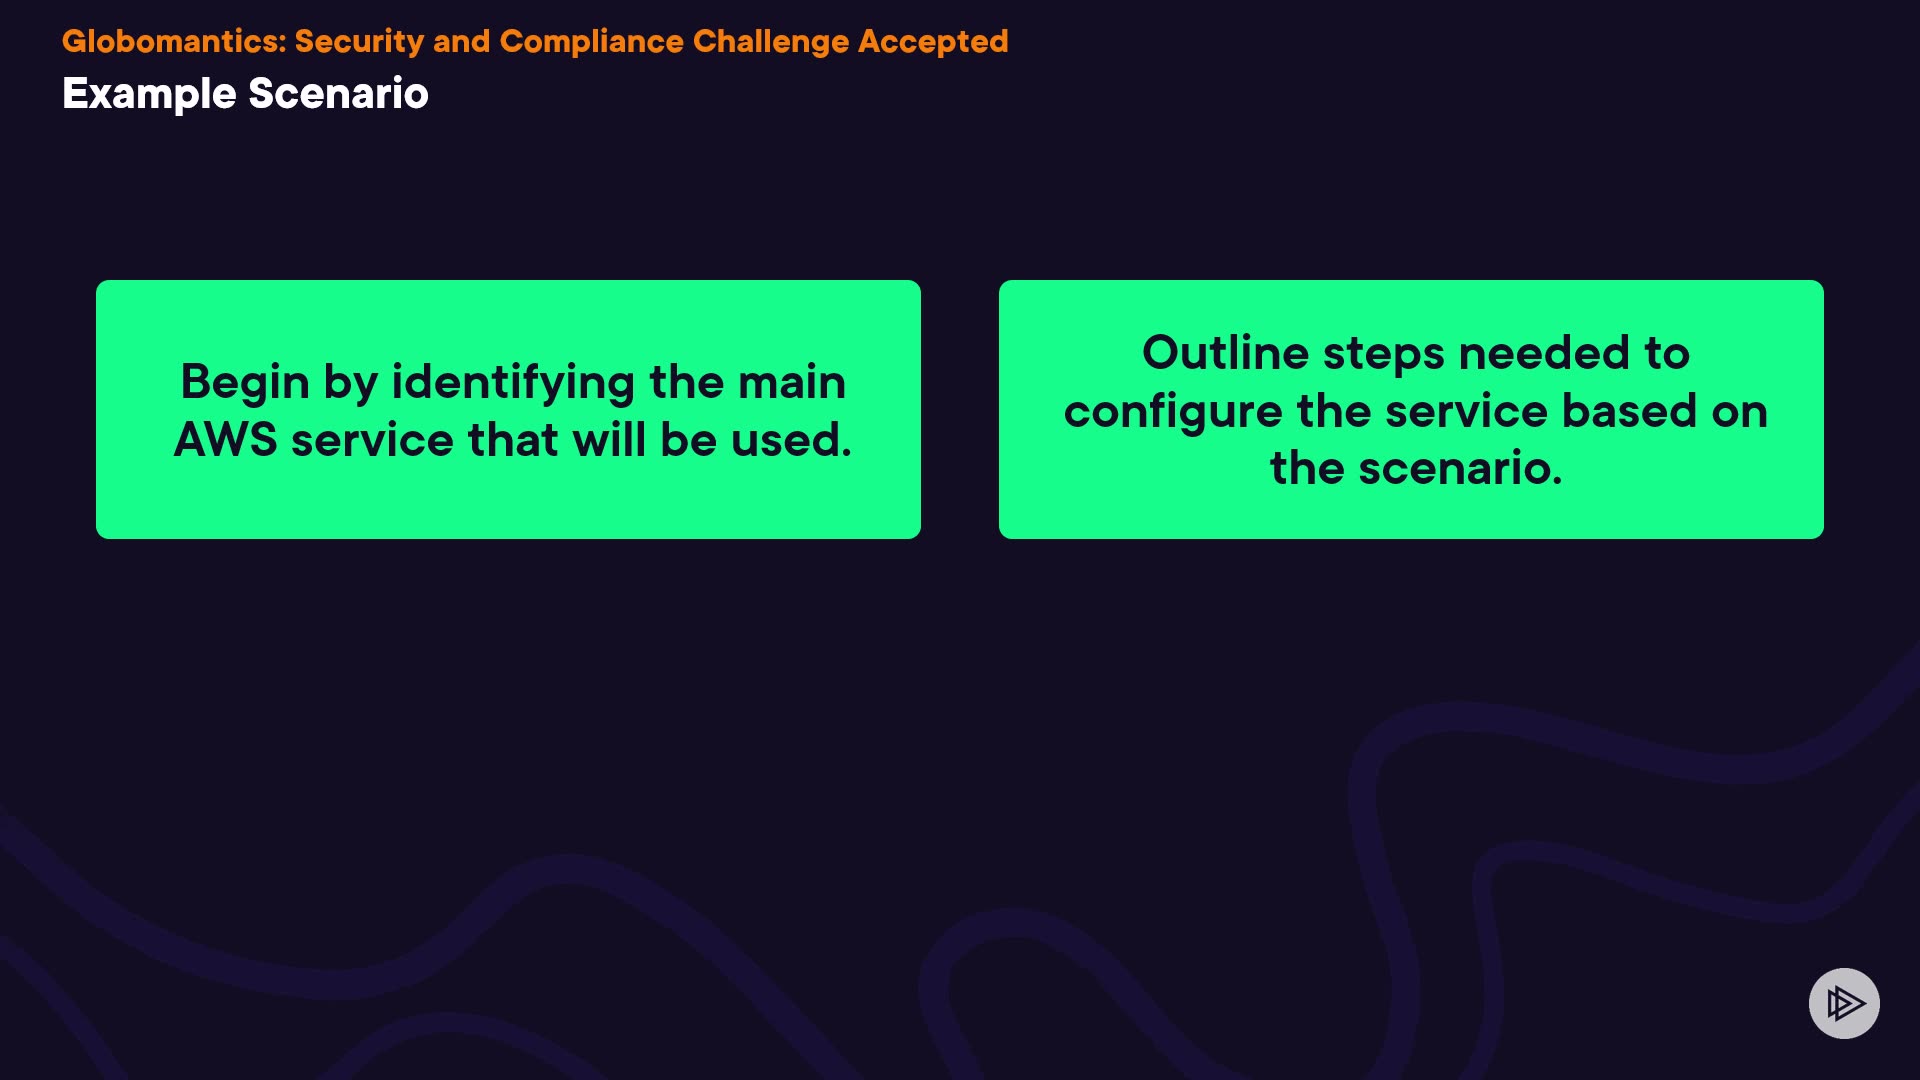 Globomantics: Security and Compliance Challenge Accepted
Example Scenario
Begin by identifying the main
AWS service that will be used.
Outline steps needed to
configure the service based on
the scenario.